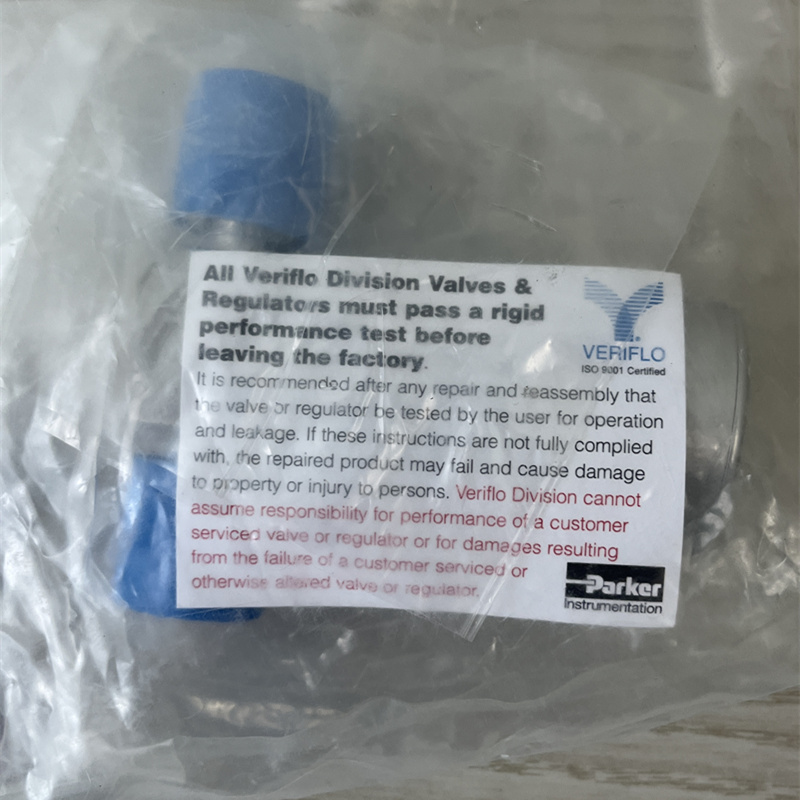 All Veriflo Division Valves &
Regulators must pass a rigid
performance test before
leaving the factory.
It is recommended after any repair and reassembly that
the valve or regulator be tested by the user for operation
and leakage. If these instructions are not fully complied
with, the repaired product may fail and cause damage
to property or injury to persons. Veriflo Division cannot
assume responsibility for performance of a customer
serviced valve or regulator or for damages resulting
from the failure of a customer serviced or
otherwise altered valve or regulator.
VERIFLO
ISO 9001 Certified
Parker
Instrumentation